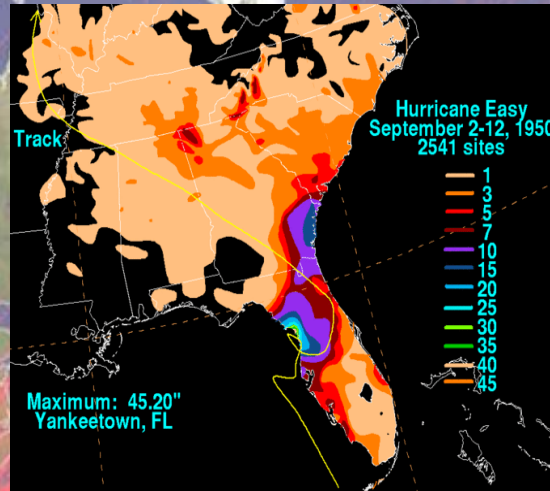 Hurricane Easy
September 2-12, 1950
2541 sites
Track
1
3
5
7
10
15
20
25
30
35
40
45
Maximum: 45.20"
Yankeetown, FL